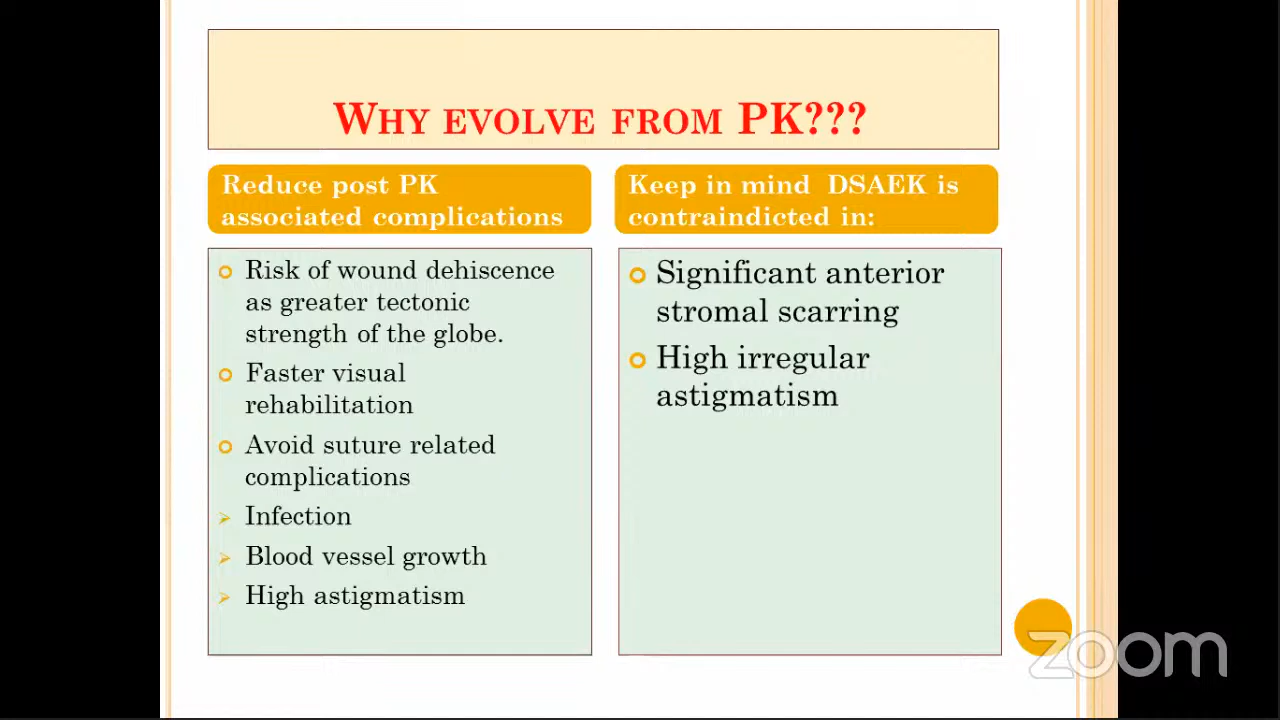 WHY EVOLVE FROM PK???
Reduce post PK
associated complications
Risk of wound dehiscence
as greater tectonic
strength of the globe.
Faster visual
rehabilitation
Avoid suture related
complications
Infection
Blood vessel growth
High astigmatism
Keep in mind DSAEK is
contraindicted in:
Significant anterior
stromal scarring
High irregular
astigmatism
zoom